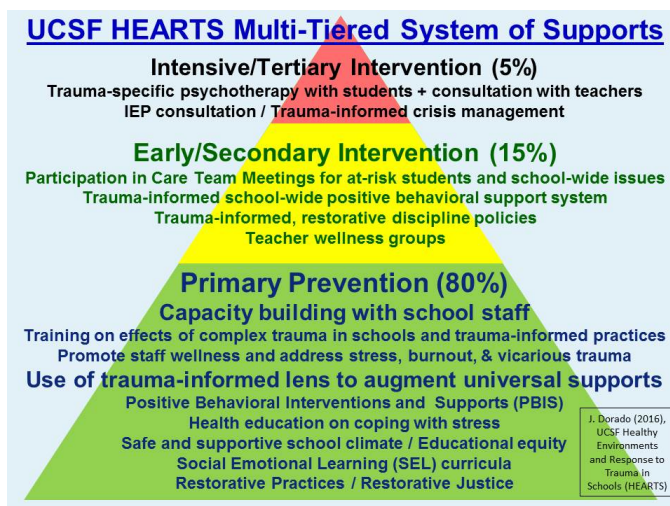 UCSF HEARTS Multi-Tiered System of Supports
Intensive/Tertiary Intervention (5%)
Trauma-specific psychotherapy with students + consultation with teachers
IEP consultation / Trauma-informed crisis management
Early/Secondary Intervention (15%)
Participation in Care Team Meetings for at-risk students and school-wide issues
Trauma-informed school-wide positive behavioral support system
Trauma-informed, restorative discipline policies
Teacher wellness groups
Primary Prevention (80%)
Capacity building with school staff
Training on effects of complex trauma in schools and trauma-informed practices
Promote staff wellness and address stress, burnout, & vicarious trauma
Use of trauma-informed lens to augment universal supports
Positive Behavioral Interventions and Supports (PBIS)
Health education on coping with stress
Safe and supportive school climate / Educational equity
Social Emotional Learning (SEL) curricula
Restorative Practices / Restorative Justice
J. Dorado (2016),
UCSF Healthy
Environments
and Response to
Trauma in
Schools (HEARTS)